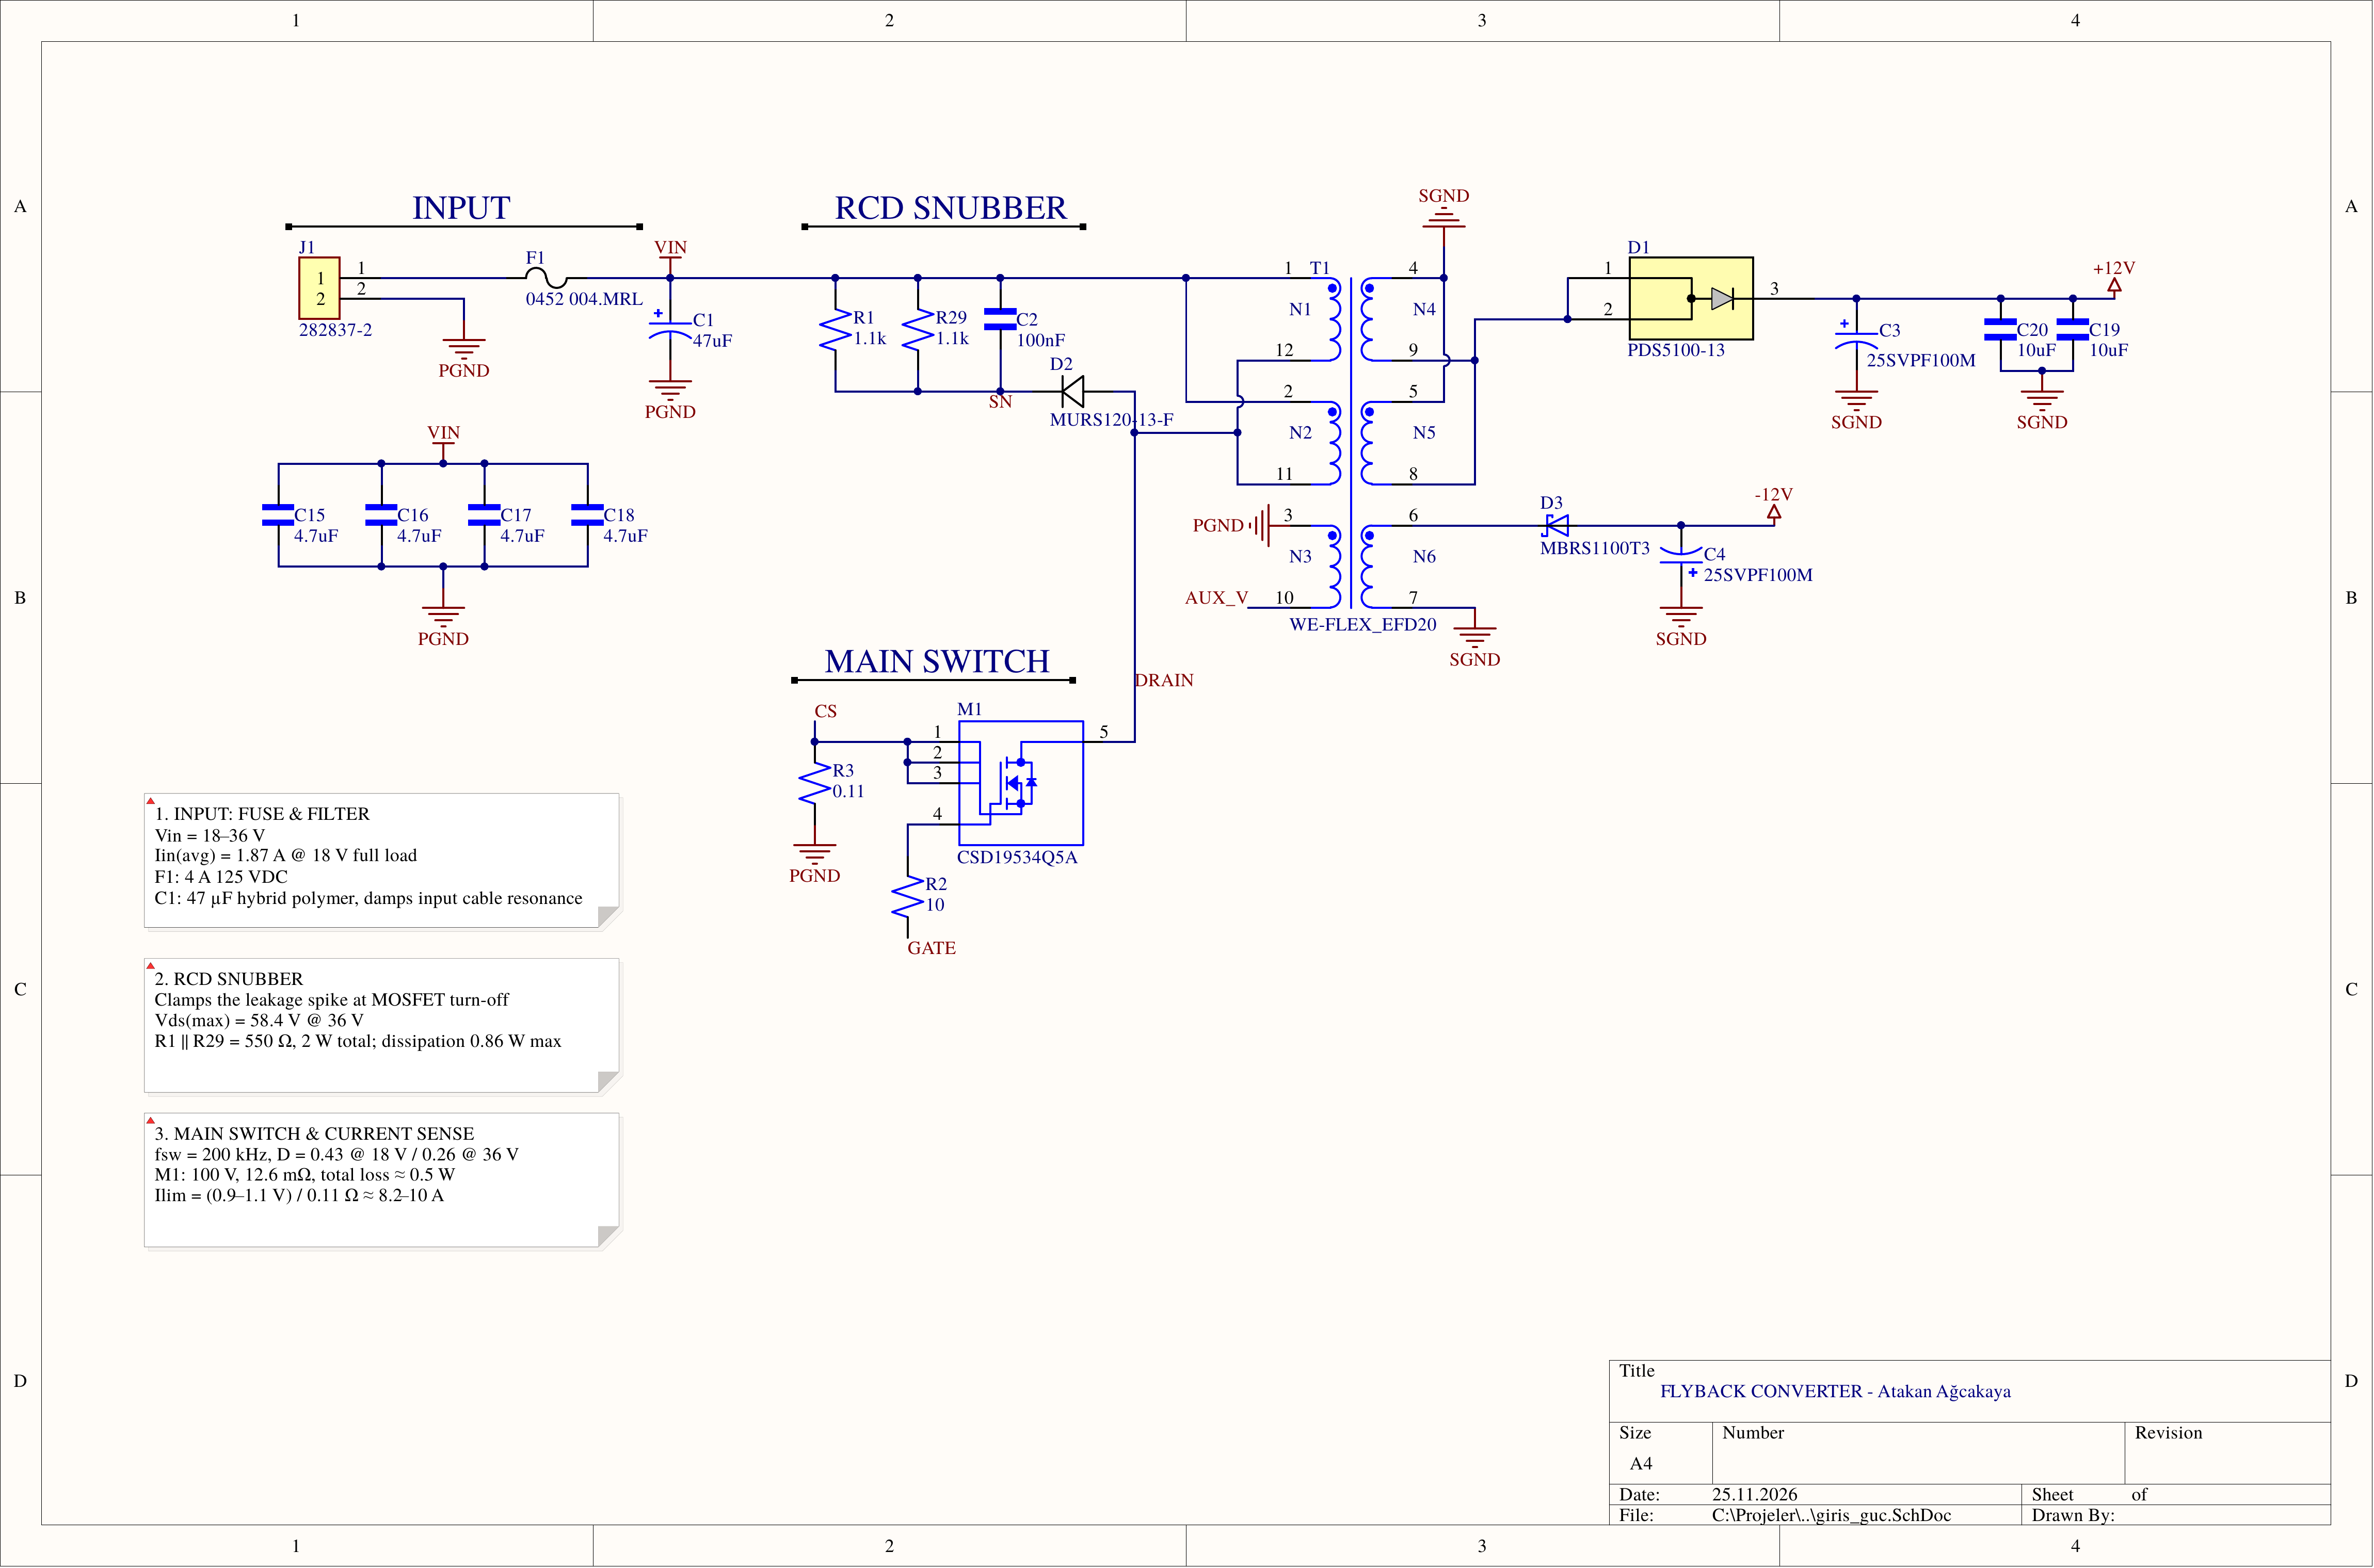 1 2 3 4
A A
INPUT
RCD SNUBBER
SGND
J1
1
2
1
2
282837-2
PGND
F1
0452 004.MRL
VIN
C1
47uF
PGND
R1
1.1k
R29
1.1k
C2
100nF
SN
D2
MURS120-13-F
1 T1 4
N1 N4
12 9
2 5
N2 N5
11 8
PGND 3 6
N3 N6
AUX_V 10 7
WE-FLEX_EFD20
SGND
D1
1
2
3
PDS5100-13
+12V
C3
25SVPF100M
SGND
C20
10uF
C19
10uF
SGND
D3
MBRS1100T3
-12V
C4
25SVPF100M
SGND
B B
VIN
C15
4.7uF
C16
4.7uF
C17
4.7uF
C18
4.7uF
PGND
MAIN SWITCH
DRAIN
CS
M1
1
2
3
4
5
R3
0.11
PGND
CSD19534Q5A
R2
10
GATE
1. INPUT: FUSE & FILTER
Vin = 18–36 V
Iin(avg) = 1.87 A @ 18 V full load
F1: 4 A 125 VDC
C1: 47 µF hybrid polymer, damps input cable resonance
C C
2. RCD SNUBBER
Clamps the leakage spike at MOSFET turn-off
Vds(max) = 58.4 V @ 36 V
R1 || R29 = 550 Ω, 2 W total; dissipation 0.86 W max
3. MAIN SWITCH & CURRENT SENSE
fsw = 200 kHz, D = 0.43 @ 18 V / 0.26 @ 36 V
M1: 100 V, 12.6 mΩ, total loss ≈ 0.5 W
Ilim = (0.9–1.1 V) / 0.11 Ω ≈ 8.2–10 A
D D
Title
FLYBACK CONVERTER - Atakan Ağcakaya
Size Number Revision
A4
Date: 25.11.2026 Sheet of
File: C:\Projeler\..\giris_guc.SchDoc Drawn By:
1 2 3 4